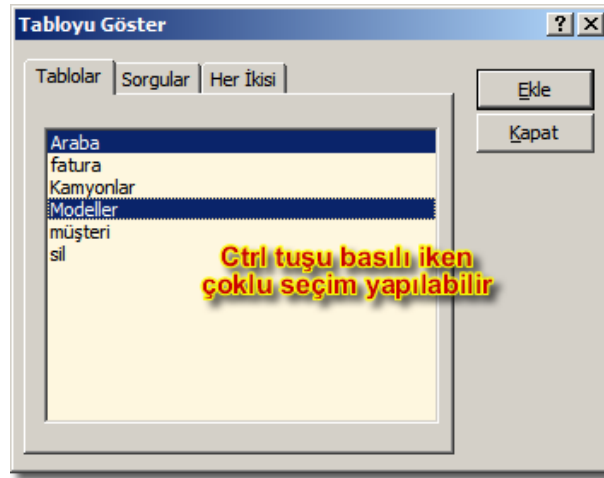 Tabloyu Göster
Tablolar Sorgular Her İkisi
Ekle
Kapat
Araba
fatura
Kamyonlar
Modeller
müşteri
sil
Ctrl tuşu basılı iken
çoklu seçim yapılabilir